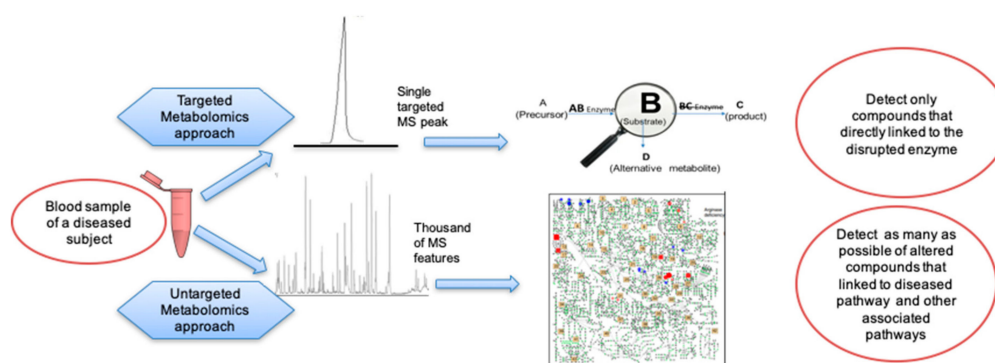 Targeted
Metabolomics
approach
Single
targeted
MS peak
A
(Precursor)
AB Enzyme
B
(Substrate)
BC Enzyme
C
(product)
D
(Alternative metabolite)
Detect only
compounds that
directly linked to the
disrupted enzyme
Blood sample
of a diseased
subject
Untargeted
Metabolomics
approach
Thousand
of MS
features
Arginase
deficiency
Detect as many as
possible of altered
compounds that
linked to diseased
pathway and other
associated
pathways